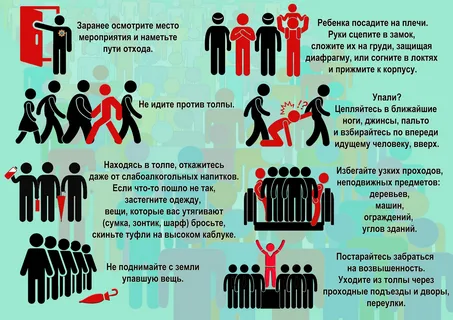 Заранее осмотрите место
мероприятия и наметьте
пути отхода.
Ребенка посадите на плечи.
Руки сцепите в замок,
сложите их на груди, защищая
диафрагму, или согните в локтях
и прижмите к корпусу.
Не идите против толпы.
Упали?
Цепляйтесь в ближайшие
ноги, джинсы, пальто
и взбирайтесь по впереди
идущему человеку, вверх.
Находясь в толпе, откажитесь
даже от слабоалкогольных напитков.
Если что-то пошло не так,
застегните одежду,
вещи, которые вас утягивают
(сумка, зонтик, шарф) бросьте,
скиньте туфли на высоком каблуке.
Избегайте узких проходов,
неподвижных предметов:
деревьев,
машин,
ограждений,
углов зданий.
Не поднимайте с земли
упавшую вещь.
Постарайтесь забраться
на возвышенность.
Уходите из толпы через
проходные подъезды и дворы,
переулки.